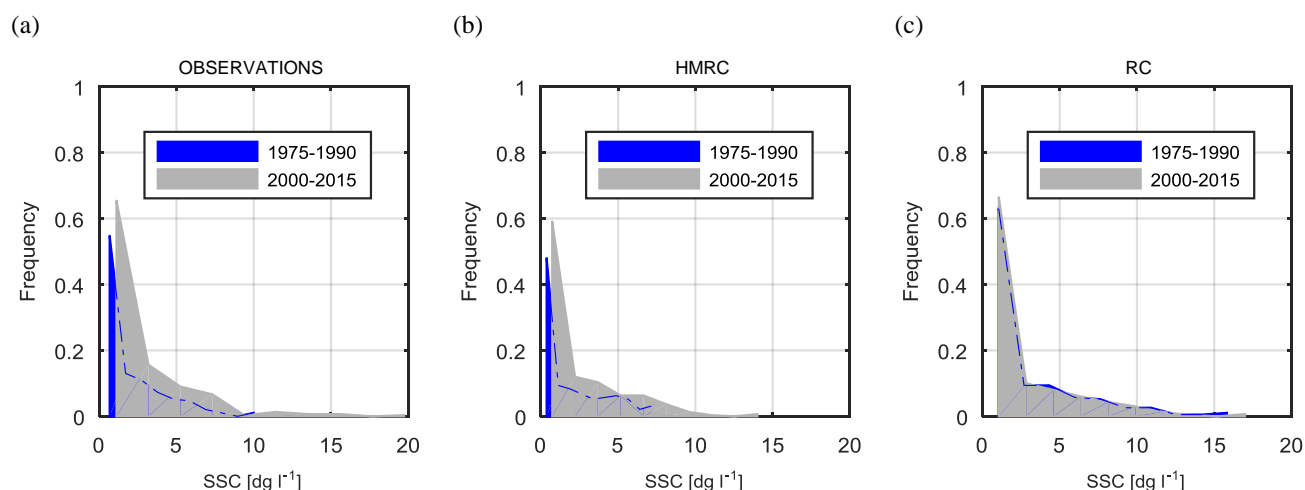 (a)
OBSERVATIONS
1
0.8
0.6
0.4
0.2
0
Frequency
1975-1990
2000-2015
0 5 10 15 20
SSC [dg l-1]
(b)
HMRC
1
0.8
0.6
0.4
0.2
0
Frequency
1975-1990
2000-2015
0 5 10 15 20
SSC [dg l-1]
(c)
RC
1
0.8
0.6
0.4
0.2
0
Frequency
1975-1990
2000-2015
0 5 10 15 20
SSC [dg l-1]